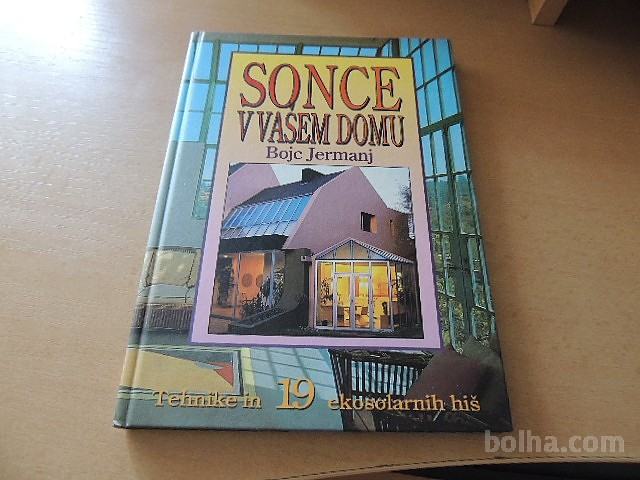 SONCE
V VAŠEM DOMU
Bojc Jermanj
Tehnike in 19 ekosolarnih hiš
bolha.com